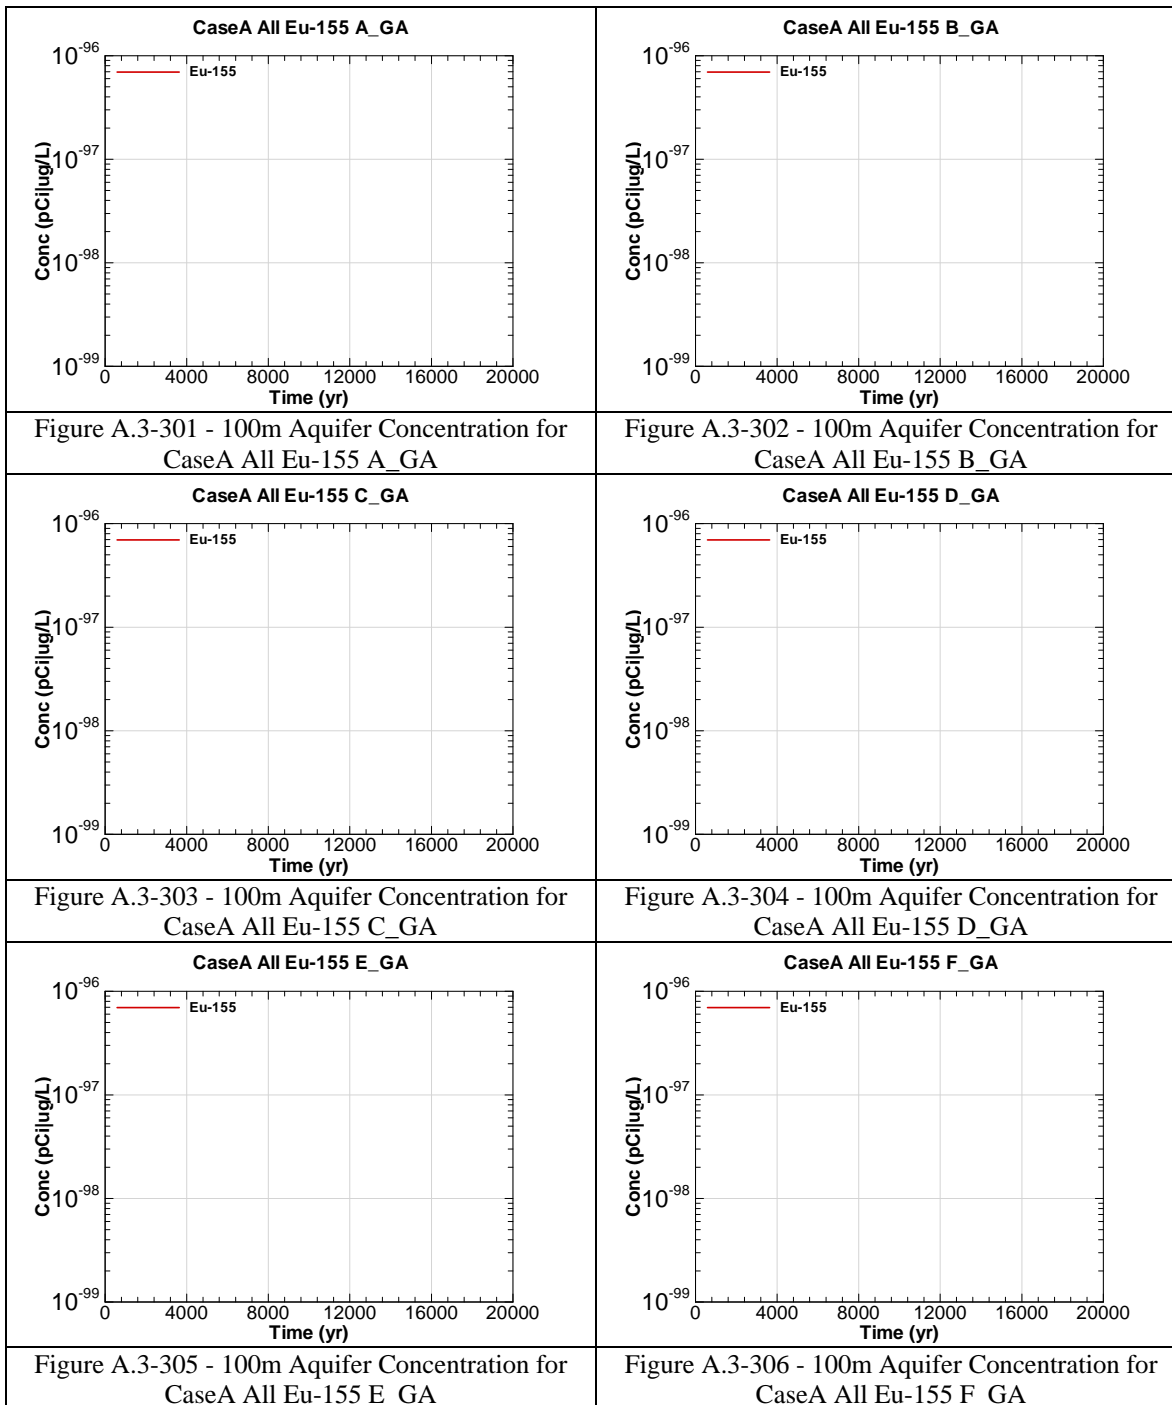 CaseA All Eu-155 A_GA
10-96
Eu-155
10-97
Conc (pCi|ug/L)
10-98
10-99
0 4000 8000 12000 16000 20000
Time (yr)
Figure A.3-301 - 100m Aquifer Concentration for
CaseA All Eu-155 A_GA
CaseA All Eu-155 B_GA
10-96
Eu-155
10-97
Conc (pCi|ug/L)
10-98
10-99
0 4000 8000 12000 16000 20000
Time (yr)
Figure A.3-302 - 100m Aquifer Concentration for
CaseA All Eu-155 B_GA
CaseA All Eu-155 C_GA
10-96
Eu-155
10-97
Conc (pCi|ug/L)
10-98
10-99
0 4000 8000 12000 16000 20000
Time (yr)
Figure A.3-303 - 100m Aquifer Concentration for
CaseA All Eu-155 C_GA
CaseA All Eu-155 D_GA
10-96
Eu-155
10-97
Conc (pCi|ug/L)
10-98
10-99
0 4000 8000 12000 16000 20000
Time (yr)
Figure A.3-304 - 100m Aquifer Concentration for
CaseA All Eu-155 D_GA
CaseA All Eu-155 E_GA
10-96
Eu-155
10-97
Conc (pCi|ug/L)
10-98
10-99
0 4000 8000 12000 16000 20000
Time (yr)
Figure A.3-305 - 100m Aquifer Concentration for
CaseA All Eu-155 E_GA
CaseA All Eu-155 F_GA
10-96
Eu-155
10-97
Conc (pCi|ug/L)
10-98
10-99
0 4000 8000 12000 16000 20000
Time (yr)
Figure A.3-306 - 100m Aquifer Concentration for
CaseA All Eu-155 F_GA